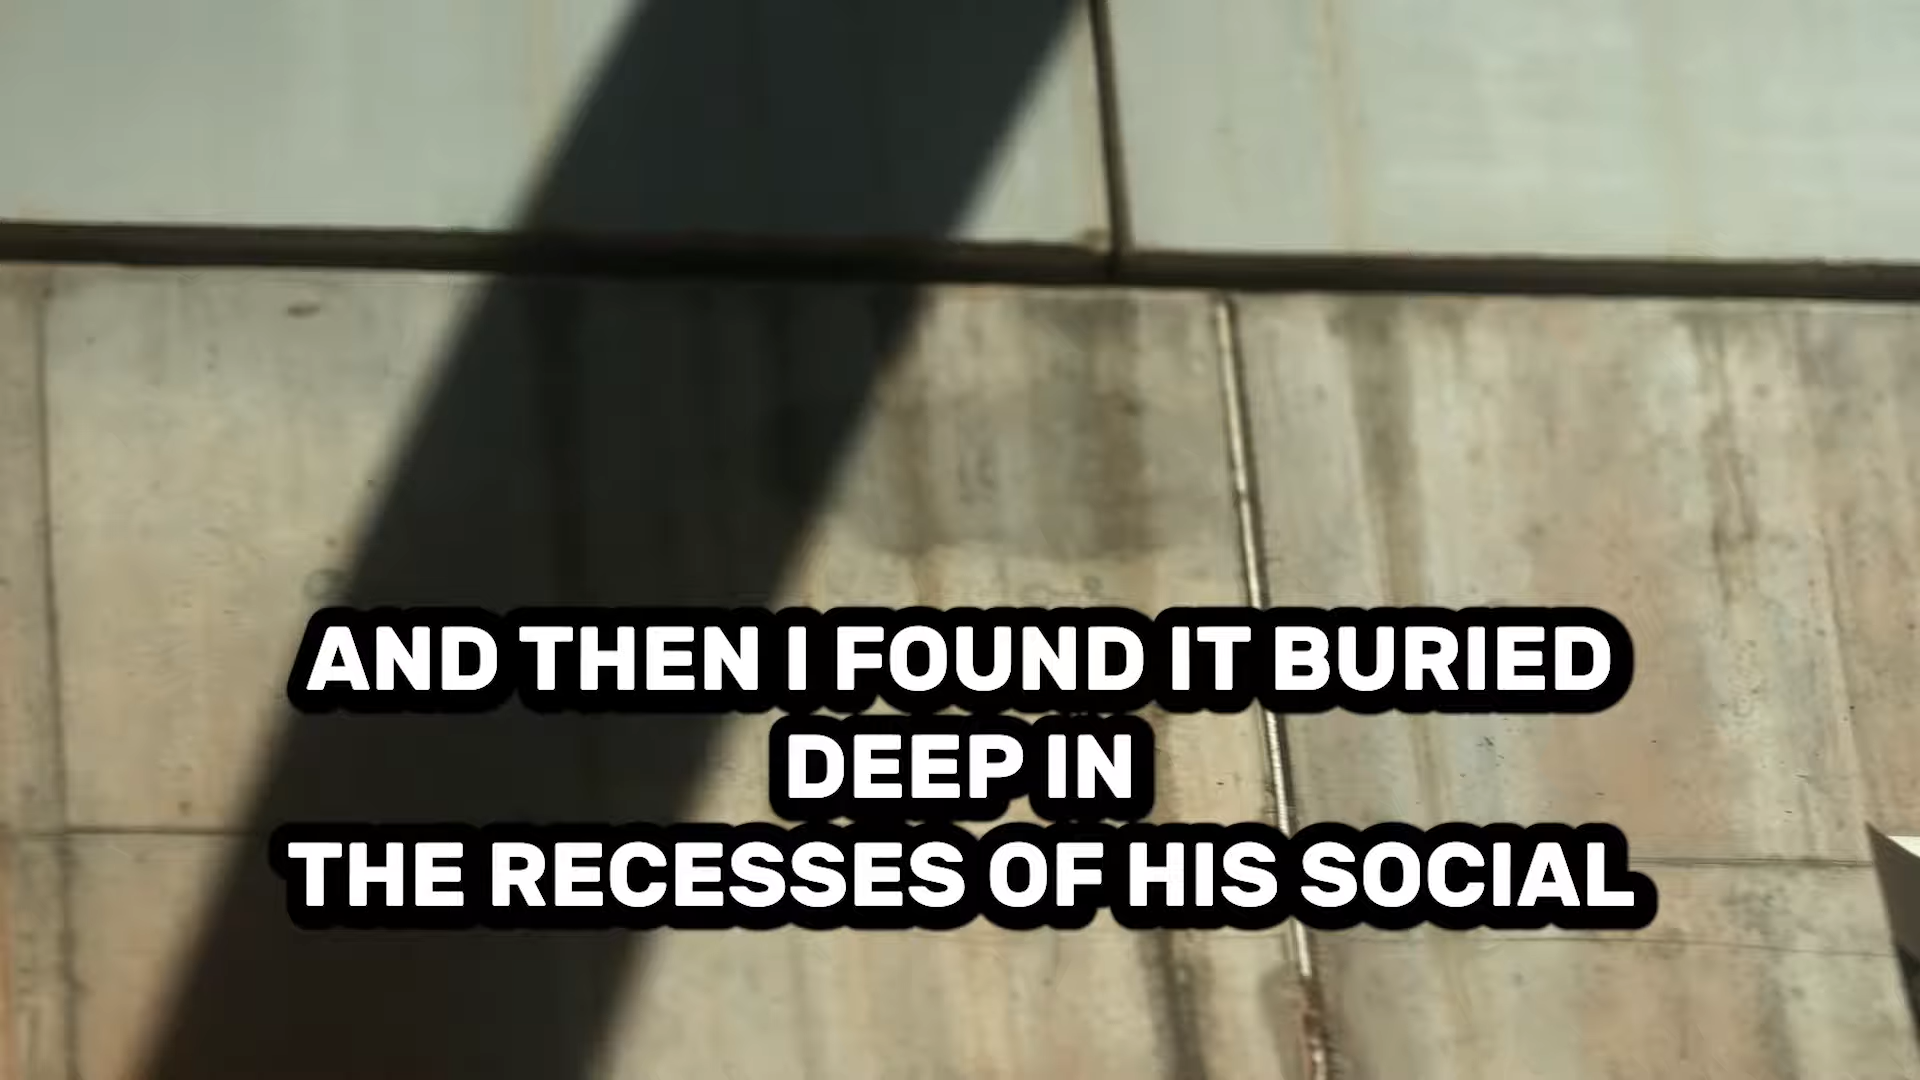 AND THEN I FOUND IT BURIED
DEEP IN
THE RECESSES OF HIS SOCIAL